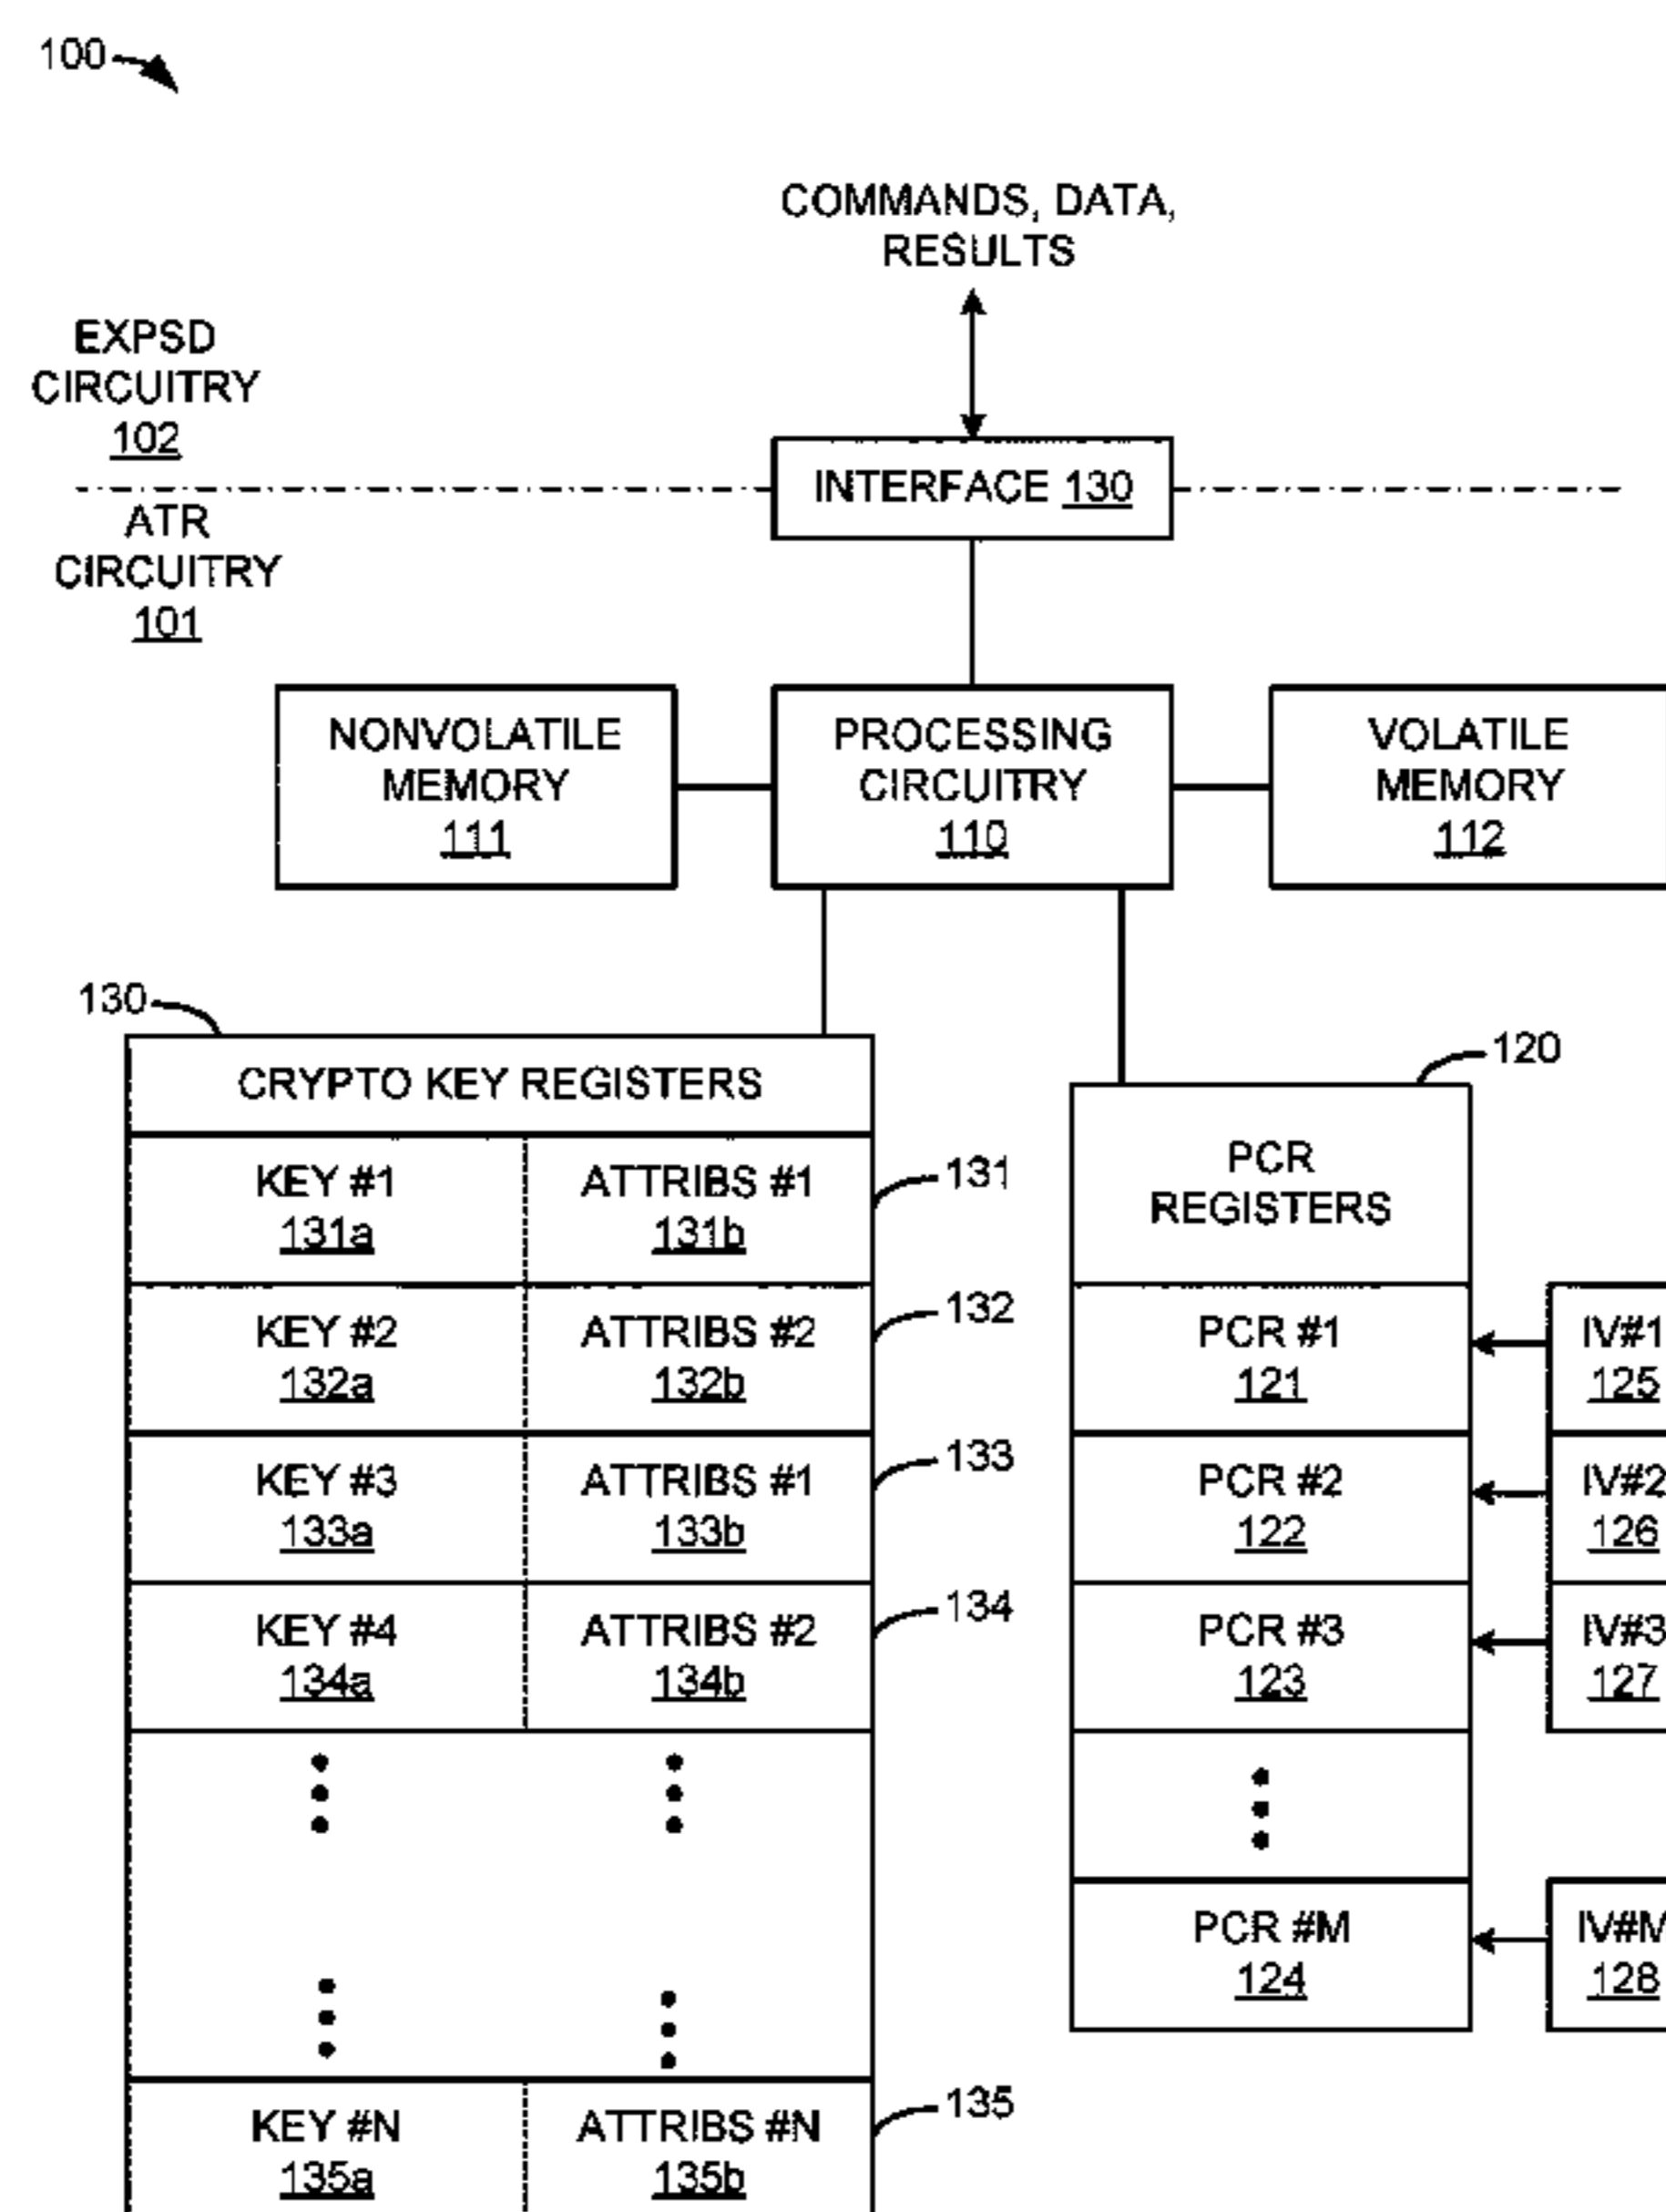 100
COMMANDS, DATA,
RESULTS
EXPSD
CIRCUITRY
102
INTERFACE 130
ATR
CIRCUITRY
101
NONVOLATILE
MEMORY
111
PROCESSING
CIRCUITRY
110
VOLATILE
MEMORY
112
130
CRYPTO KEY REGISTERS
KEY #1
131a
ATTRIBS #1
131b
131
KEY #2
132a
ATTRIBS #2
132b
132
KEY #3
133a
ATTRIBS #1
133b
133
KEY #4
134a
ATTRIBS #2
134b
134
KEY #N
135a
ATTRIBS #N
135b
135
120
PCR
REGISTERS
PCR #1
121
IV#1
125
PCR #2
122
IV#2
126
PCR #3
123
IV#3
127
PCR #M
124
IV#M
128